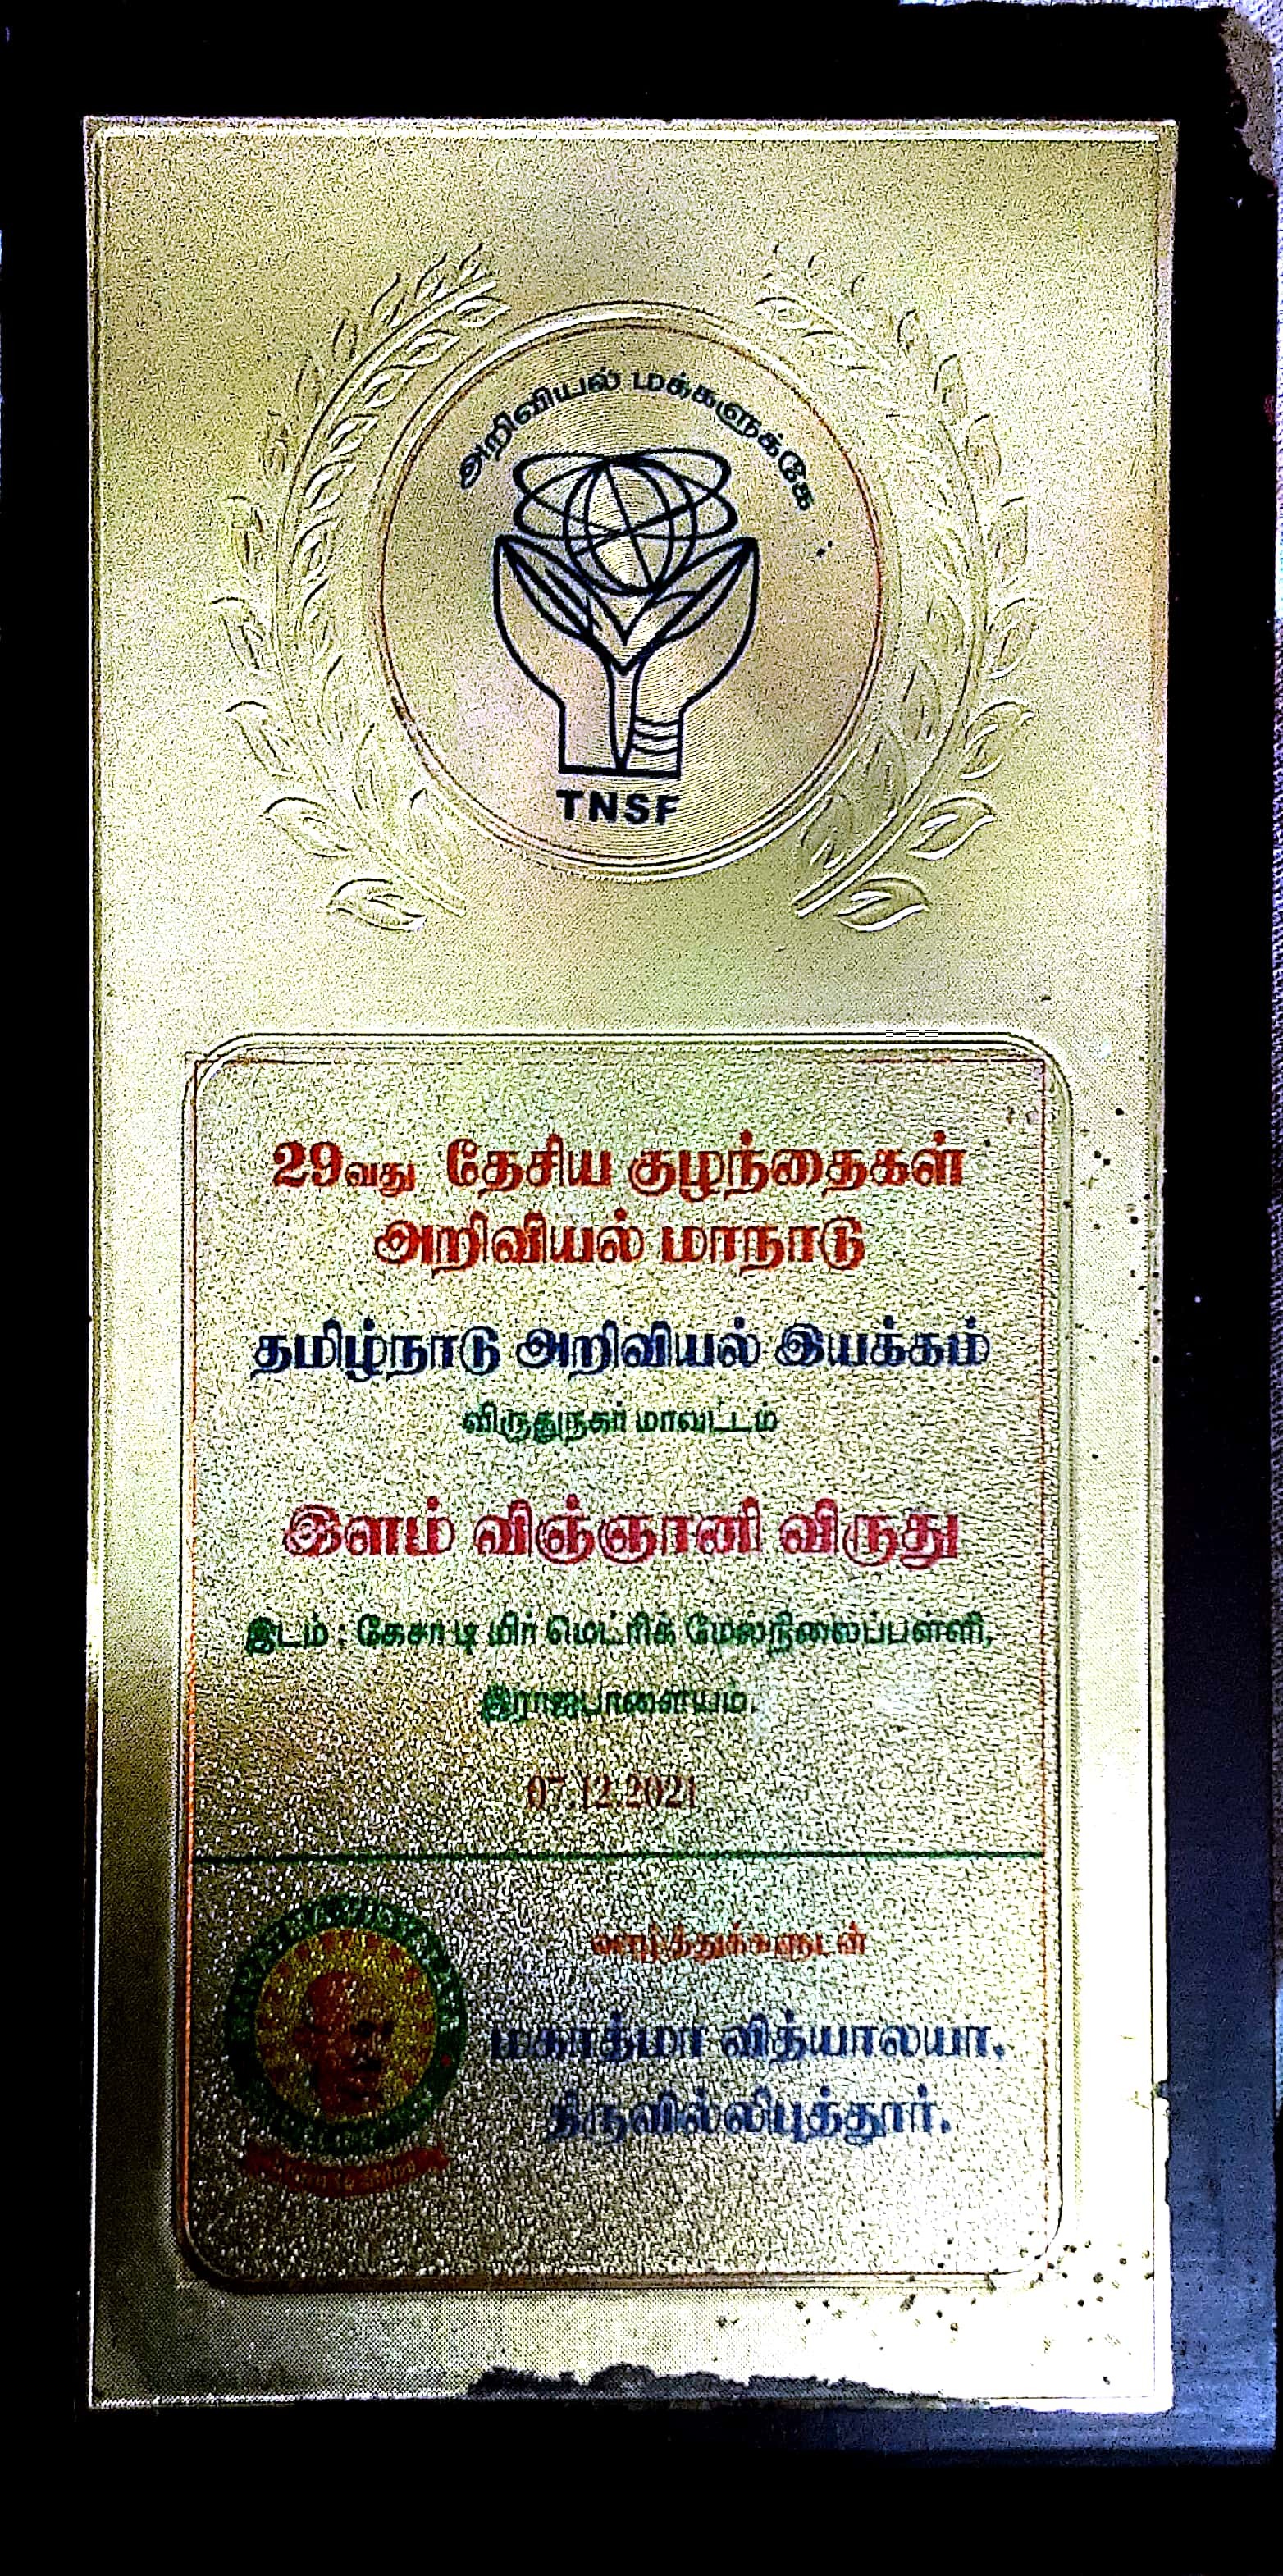 அறிவியல் மக்களுக்கே
TNSF
29வது தேசிய குழந்தைகள்
அறிவியல் மாநாடு
தமிழ்நாடு அறிவியல் இயக்கம்
விருதுநகர் மாவட்டம்
இளம் விஞ்ஞானி விருது
இடம் : கேசா டி மிர் மெட்ரிக் மேல்நிலைப்பள்ளி,
இராஜபாளையம்.
07.12.2021
வாழ்த்துக்களுடன்
மகாத்மா வித்யாலயா,
திருவில்லிபுத்தூர்.